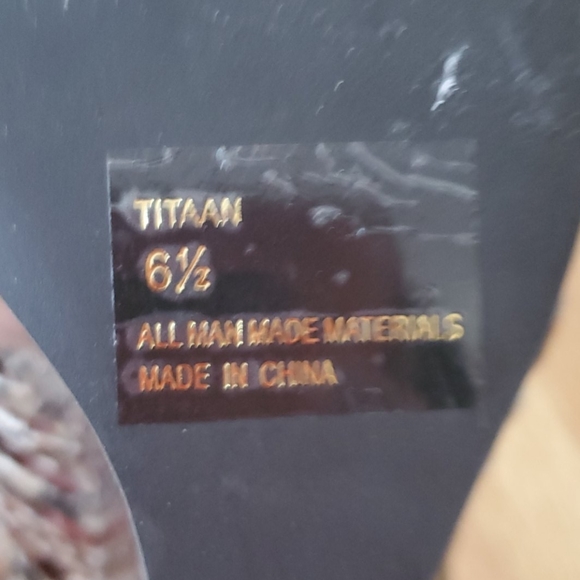 TITAAN
6½
ALL MAN MADE MATERIALS
MADE IN CHINA